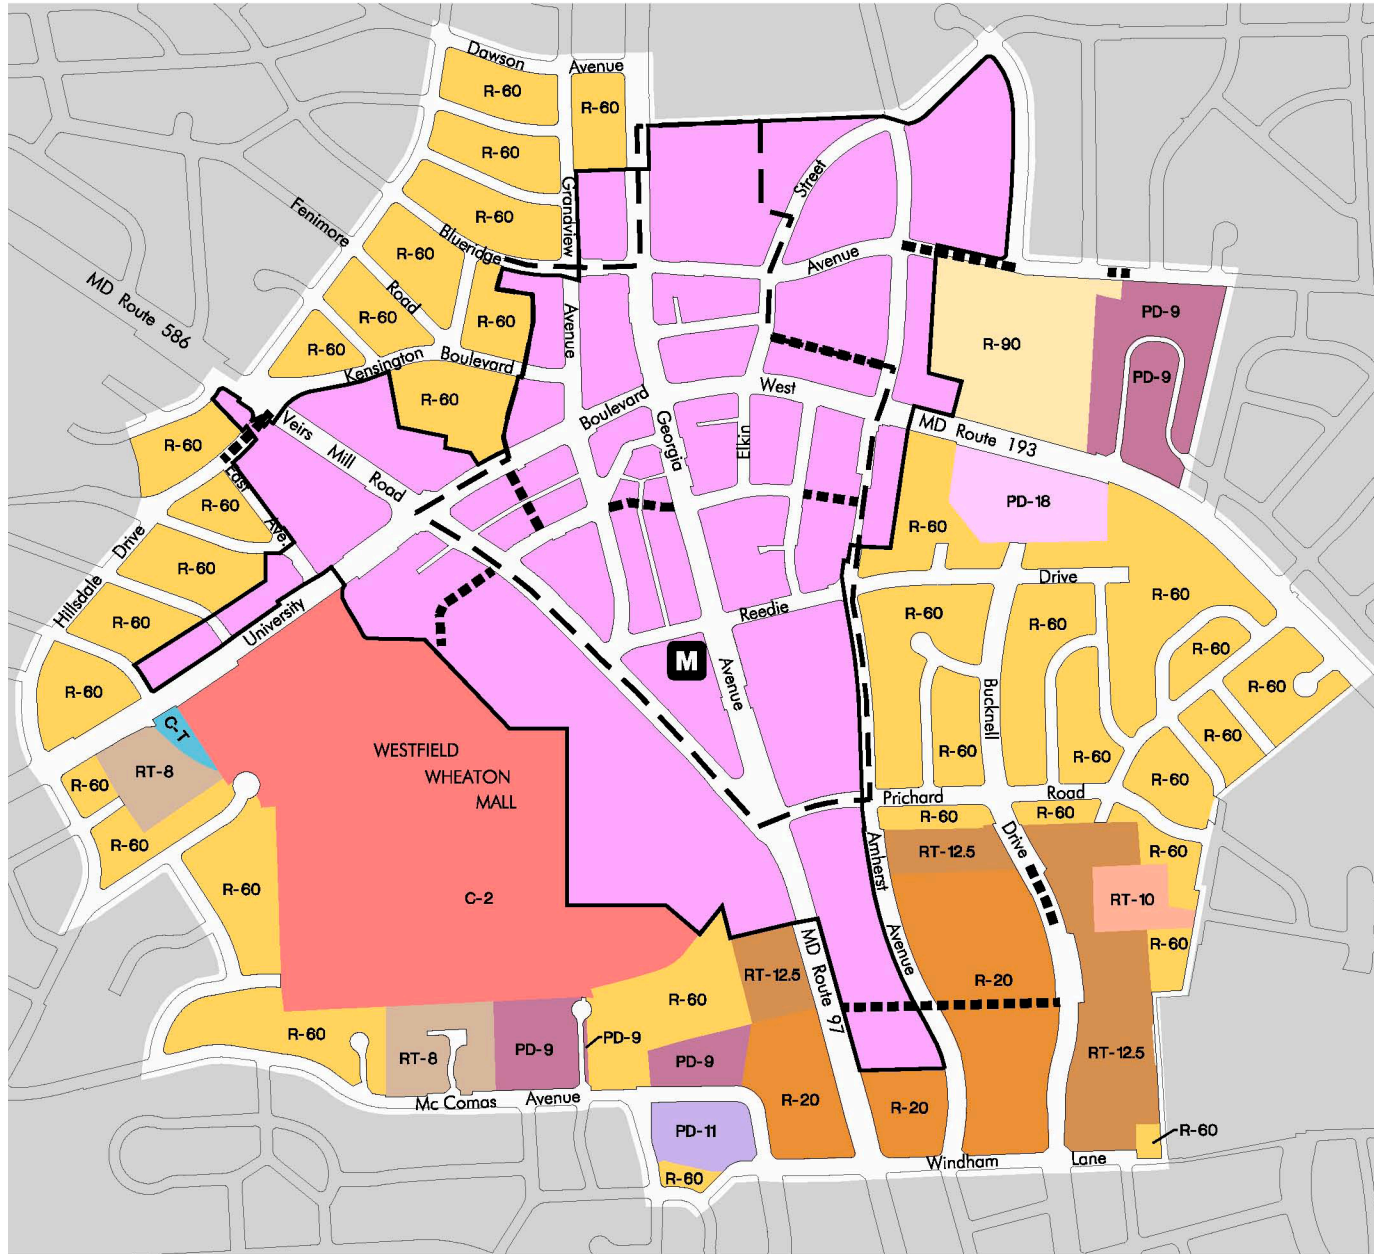 Dawson
Avenue
R-60
R-60
R-60
R-60
Grandview
Street
Fenimore
Blueridge
R-60
Avenue
MD Route 586
Road
R-60
R-60
Avenue
PD-9
R-60
Kensington
Boulevard
R-90
PD-9
West
R-60
Boulevard
Georgia
Elkin
MD Route 193
R-60
Veirs
Mill
Road
East
Ave.
R-60
PD-18
R-60
Drive
R-60
Drive
R-60
Hillsdale
R-60
University
Reedie
R-60
R-60
R-60
R-60
M
Avenue
R-60
Bucknell
C-T
R-60
WESTFIELD
WHEATON
MALL
R-60
R-60
RT-8
R-60
R-60
Prichard
Road
R-60
R-60
Drive
R-60
Amherst
RT-12.5
R-60
R-60
C-2
RT-10
MD Route 97
Avenue
R-60
RT-12.5
R-20
R-60
R-60
RT-8
PD-9
PD-9
PD-9
RT-12.5
Mc Comas
Avenue
R-20
R-20
PD-11
R-60
Windham
Lane
R-60